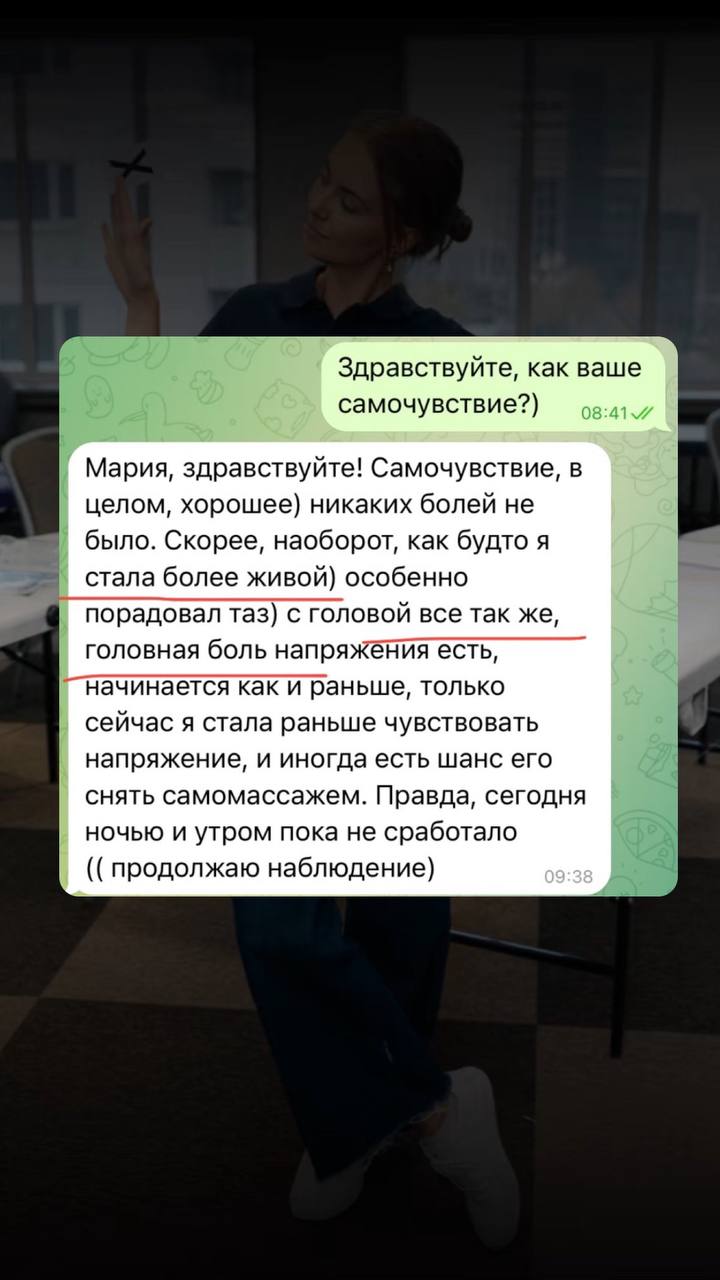 Здравствуйте, как ваше
самочувствие?)
08:41
Мария, здравствуйте! Самочувствие, в
целом, хорошее) никаких болей не
было. Скорее, наоборот, как будто я
стала более живой) особенно
порадовал таз) с головой все так же,
головная боль напряжения есть,
начинается как и раньше, только
сейчас я стала раньше чувствовать
напряжение, и иногда есть шанс его
снять самомассажем. Правда, сегодня
ночью и утром пока не сработало
(( продолжаю наблюдение)
09:38